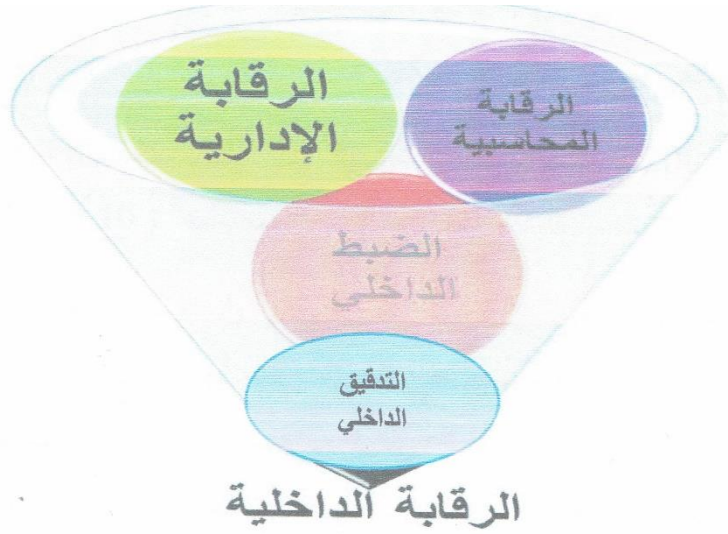 الرقابة
الإدارية
الرقابة
المحاسبية
الضبط
الداخلي
التدقيق
الداخلي
الرقابة الداخلية